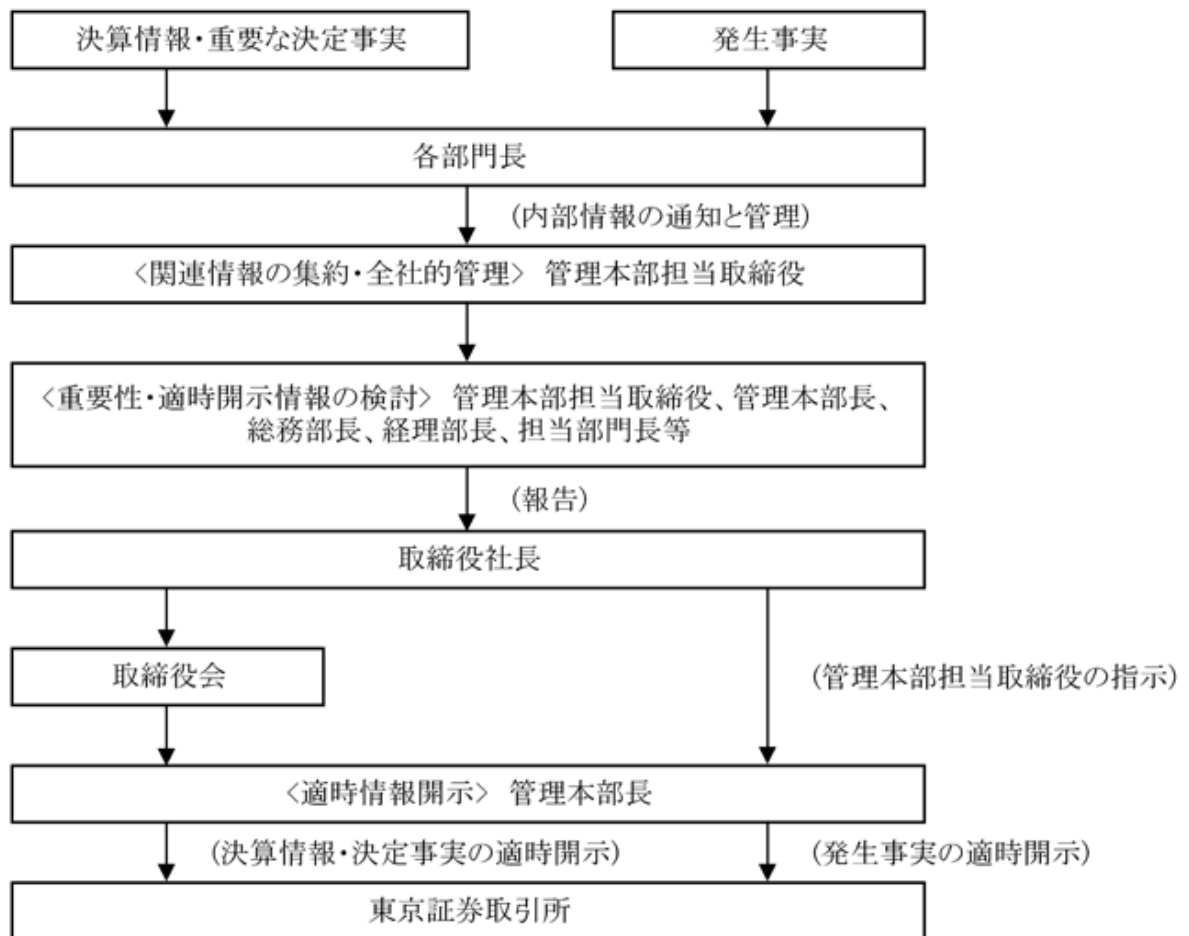 決算情報・重要な決定事実
発生事実
各部門長
(内部情報の通知と管理)
<関連情報の集約・全社的管理> 管理本部担当取締役
<重要性・適時開示情報の検討> 管理本部担当取締役、管理本部長、
総務部長、経理部長、担当部門長等
(報告)
取締役社長
取締役会
(管理本部担当取締役の指示)
<適時情報開示> 管理本部長
(決算情報・決定事実の適時開示)
(発生事実の適時開示)
東京証券取引所